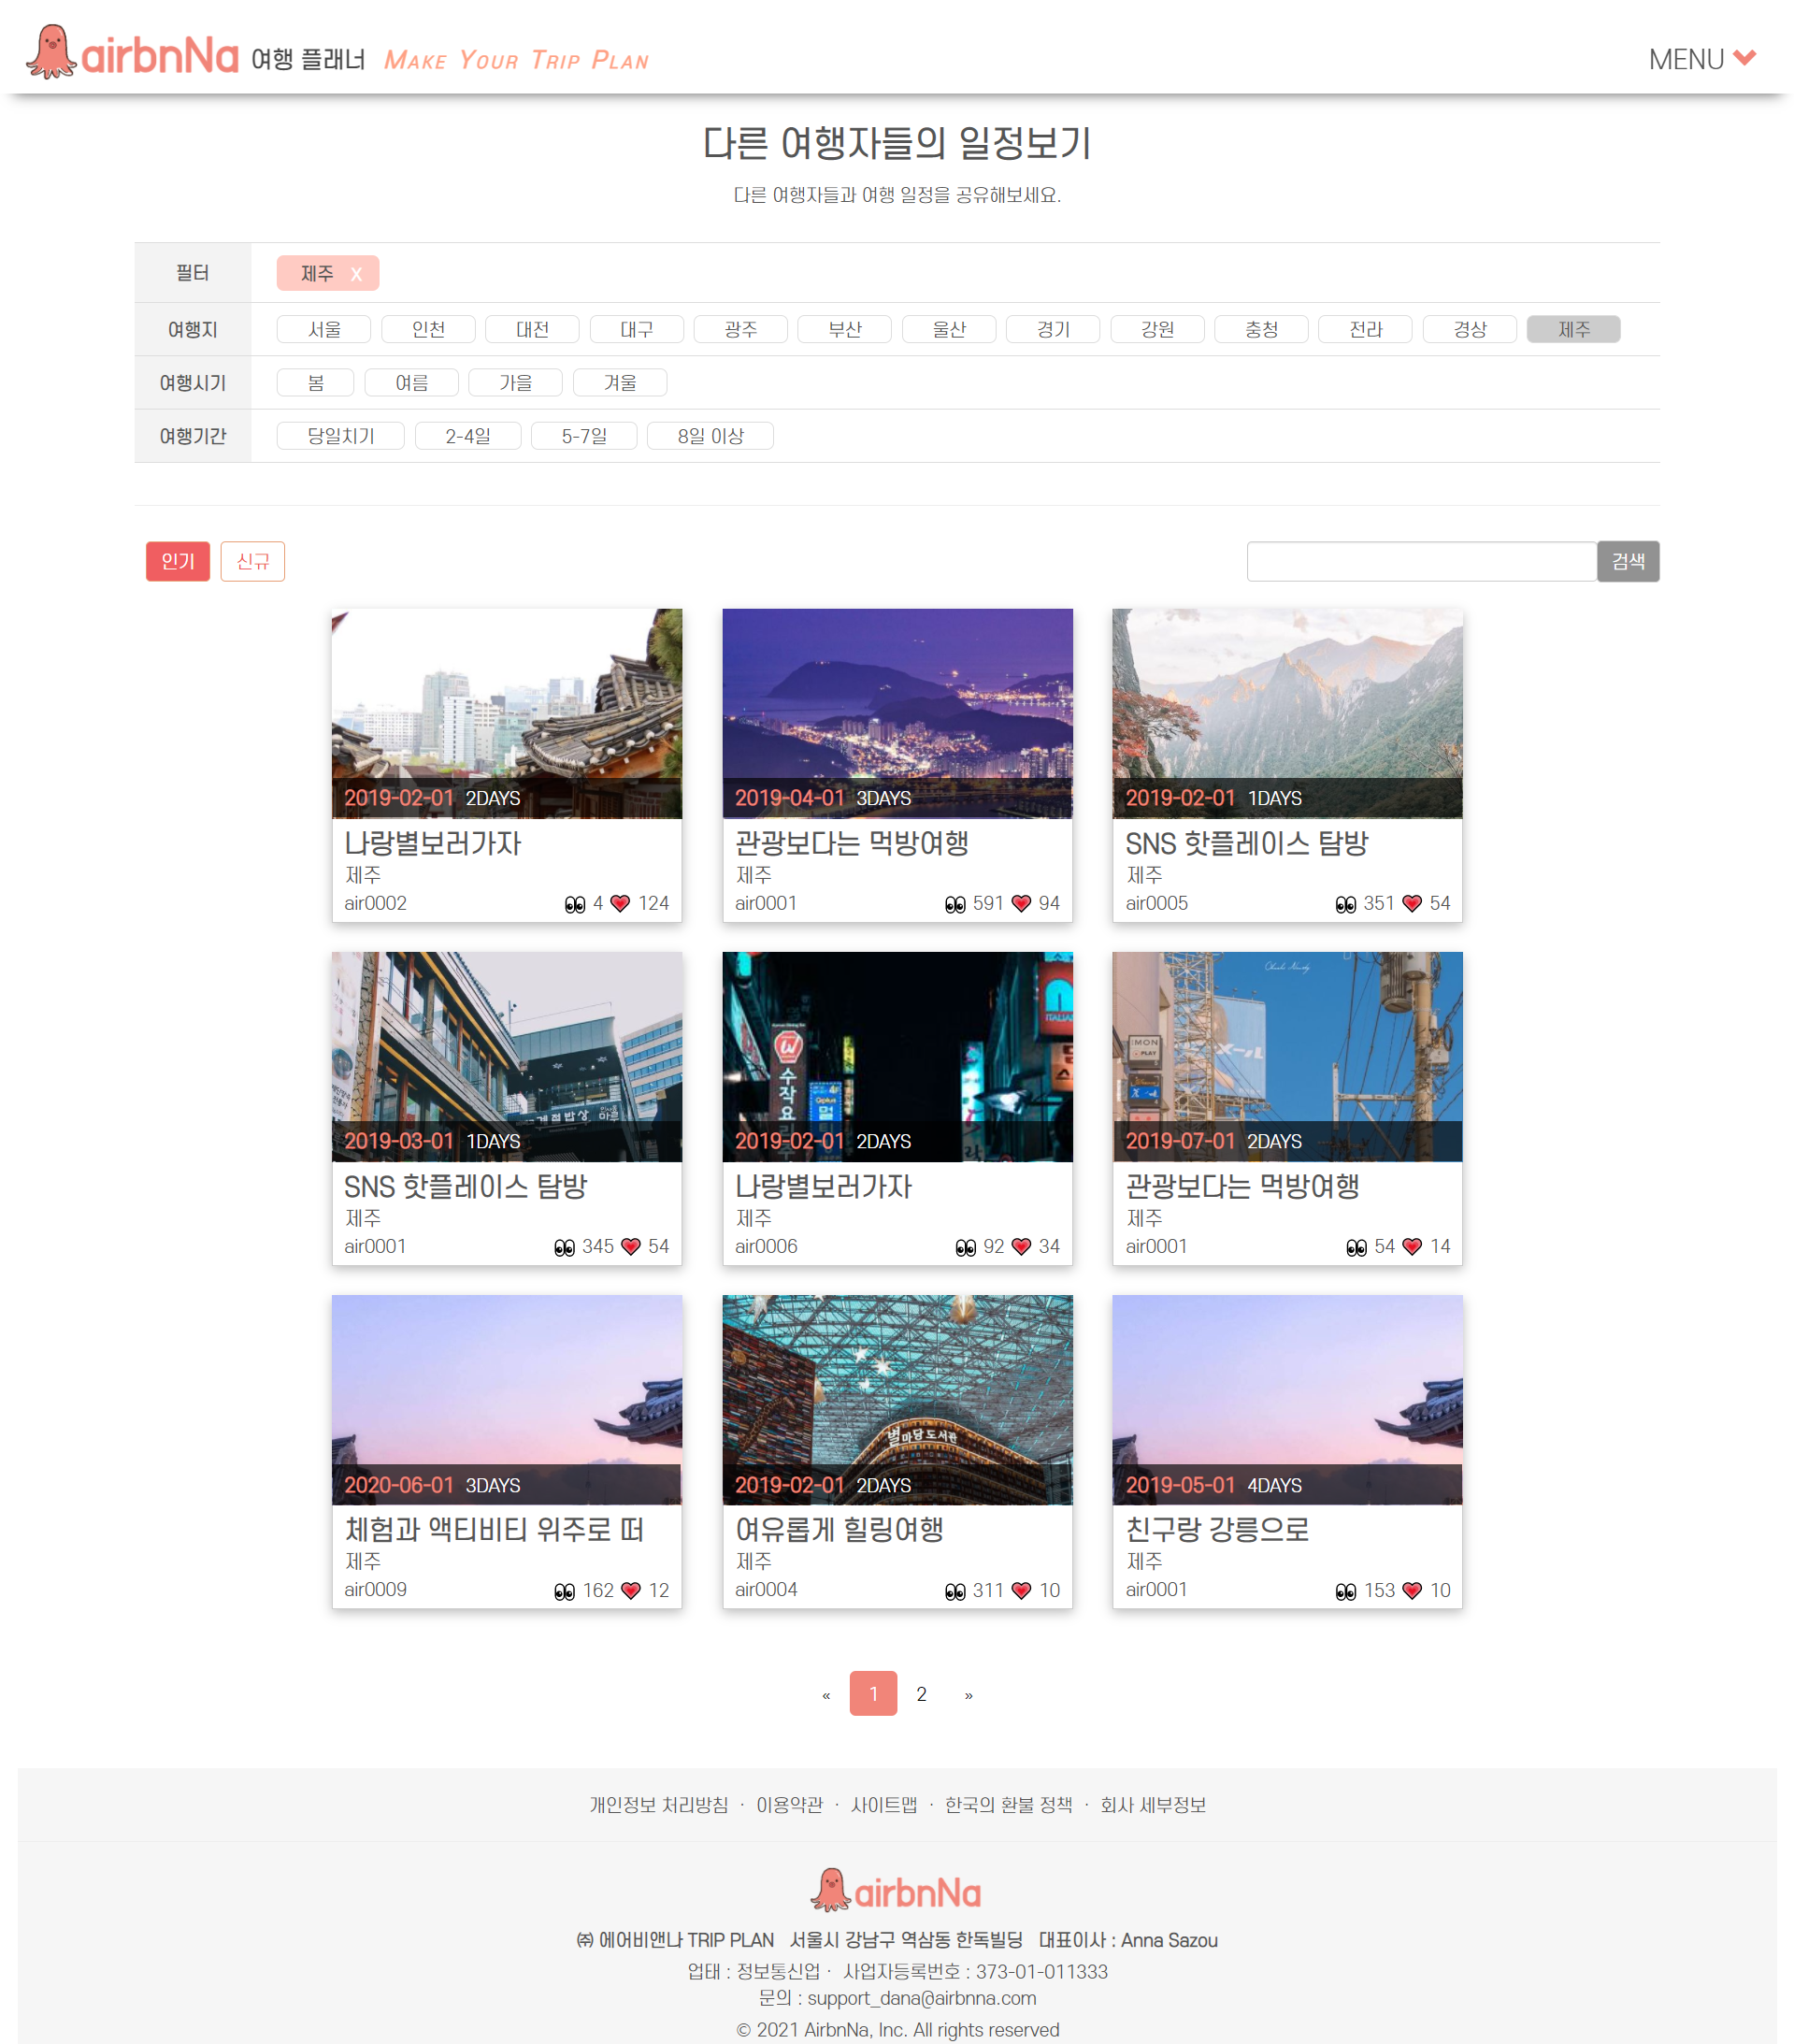 airbnNa 여행 플래너 Make Your Trip Plan MENU
다른 여행자들의 일정보기
다른 여행자들과 여행 일정을 공유해보세요.
필터 제주 X
여행지 서울 인천 대전 대구 광주 부산 울산 경기 강원 충청 전라 경상 제주
여행시기 봄 여름 가을 겨울
여행기간 당일치기 2-4일 5-7일 8일 이상
인기 신규 검색
2019-02-01 2DAYS
나랑별보러가자
제주
air0002 👀 4 💗 124
2019-04-01 3DAYS
관광보다는 먹방여행
제주
air0001 👀 591 💗 94
2019-02-01 1DAYS
SNS 핫플레이스 탐방
제주
air0005 👀 351 💗 54
계절밥상
마루
2019-03-01 1DAYS
SNS 핫플레이스 탐방
제주
air0001 👀 345 💗 54
ITALIAN
수작요
2019-02-01 2DAYS
나랑별보러가자
제주
air0006 👀 92 💗 34
PLAY
2019-07-01 2DAYS
관광보다는 먹방여행
제주
air0001 👀 54 💗 14
2020-06-01 3DAYS
체험과 액티비티 위주로 떠
제주
air0009 👀 162 💗 12
별마당도서관
2019-02-01 2DAYS
여유롭게 힐링여행
제주
air0004 👀 311 💗 10
2019-05-01 4DAYS
친구랑 강릉으로
제주
air0001 👀 153 💗 10
« 1 2 »
개인정보 처리방침 · 이용약관 · 사이트맵 · 한국의 환불 정책 · 회사 세부정보
airbnNa
㈜ 에어비앤나 TRIP PLAN 서울시 강남구 역삼동 한독빌딩 대표이사 : Anna Sazou
업태 : 정보통신업 · 사업자등록번호 : 373-01-011333
문의 : support_dana@airbnna.com
© 2021 AirbnNa, Inc. All rights reserved